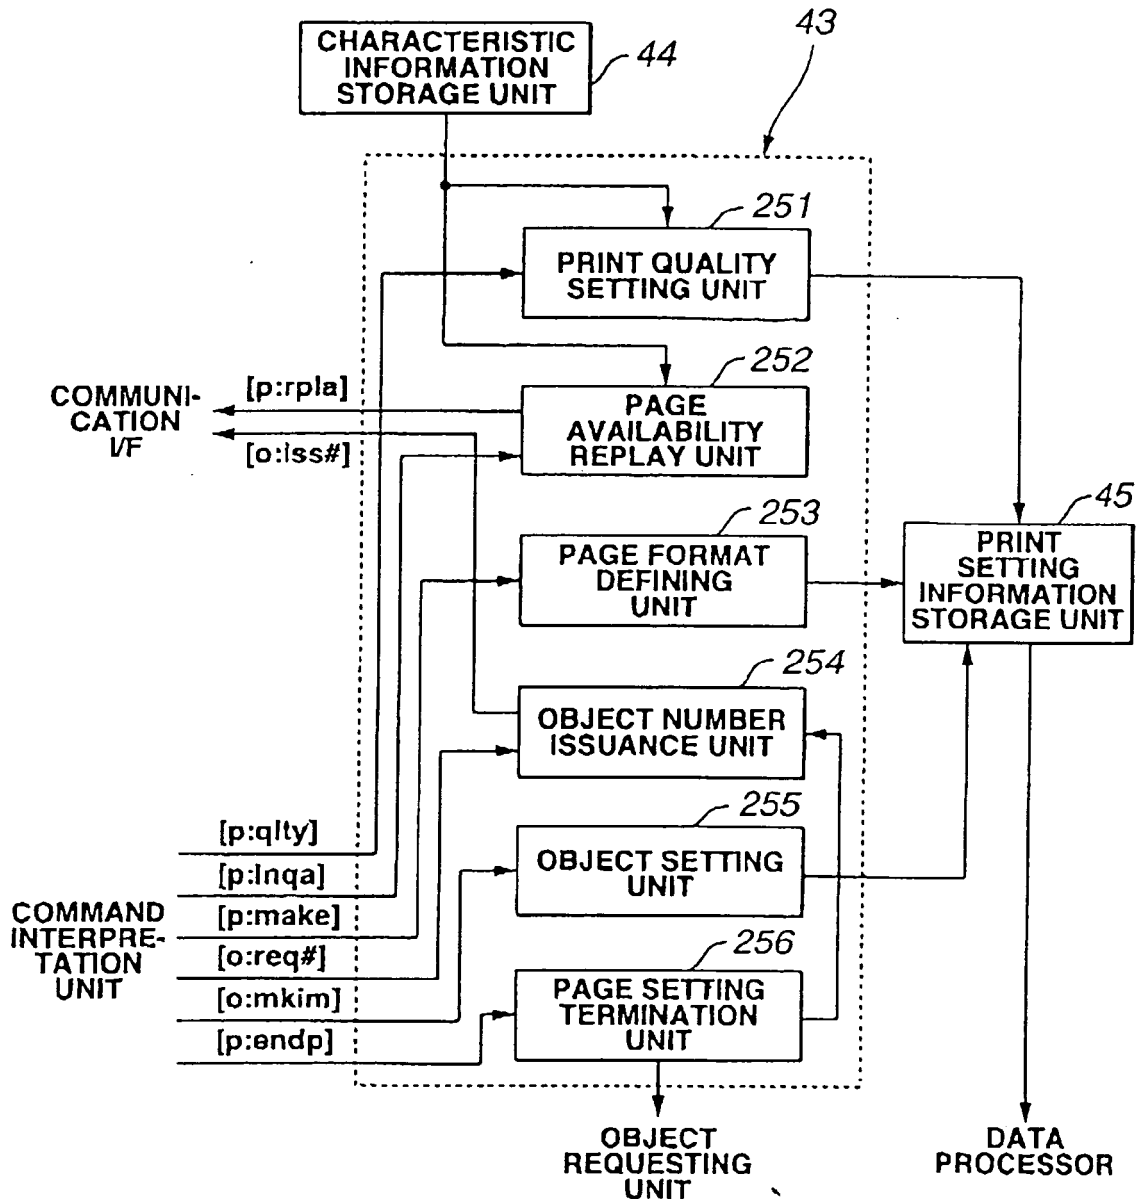 43
CHARACTERISTIC
INFORMATION
STORAGE UNIT
44
251
PRINT QUALITY
SETTING UNIT
252
PAGE
AVAILABILITY
REPLAY UNIT
[p:rpla]
COMMUNI-
CATION
I/F
[o:Iss#]
253
PAGE FORMAT
DEFINING
UNIT
45
PRINT
SETTING
INFORMATION
STORAGE UNIT
254
OBJECT NUMBER
ISSUANCE UNIT
255
OBJECT SETTING
UNIT
256
PAGE SETTING
TERMINATION
UNIT
[p:qlty]
[p:Inqa]
[p:make]
[o:req#]
[o:mkim]
[p:endp]
COMMAND
INTERPRE-
TATION
UNIT
OBJECT
REQUESTING
UNIT
DATA
PROCESSOR